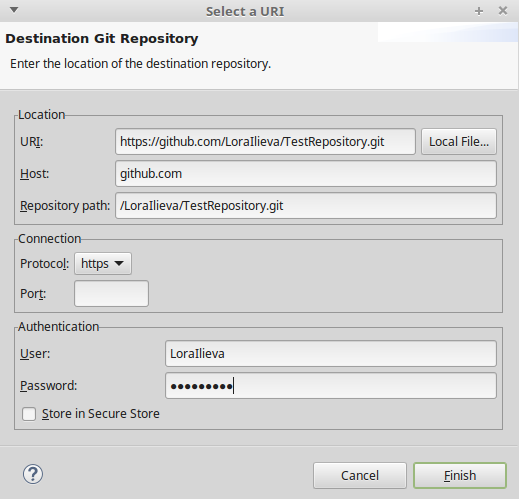 Select a URI
Destination Git Repository
Enter the location of the destination repository.
Location
URI: https://github.com/LoraIlieva/TestRepository.git Local File...
Host: github.com
Repository path: /LoraIlieva/TestRepository.git
Connection
Protocol: https
Port:
Authentication
User: LoraIlieva
Password: ●●●●●●●●●
Store in Secure Store
? Cancel Finish